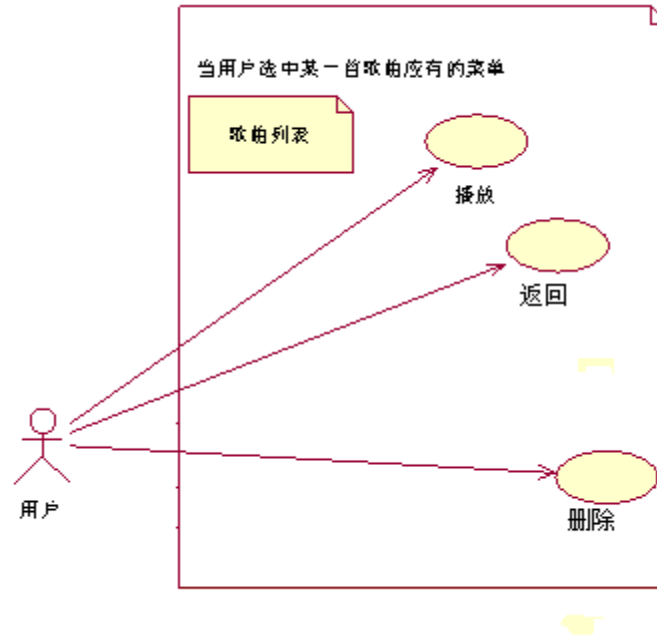 当用户选中某一首歌曲应有的菜单
歌曲列表
播放
返回
删除
用户